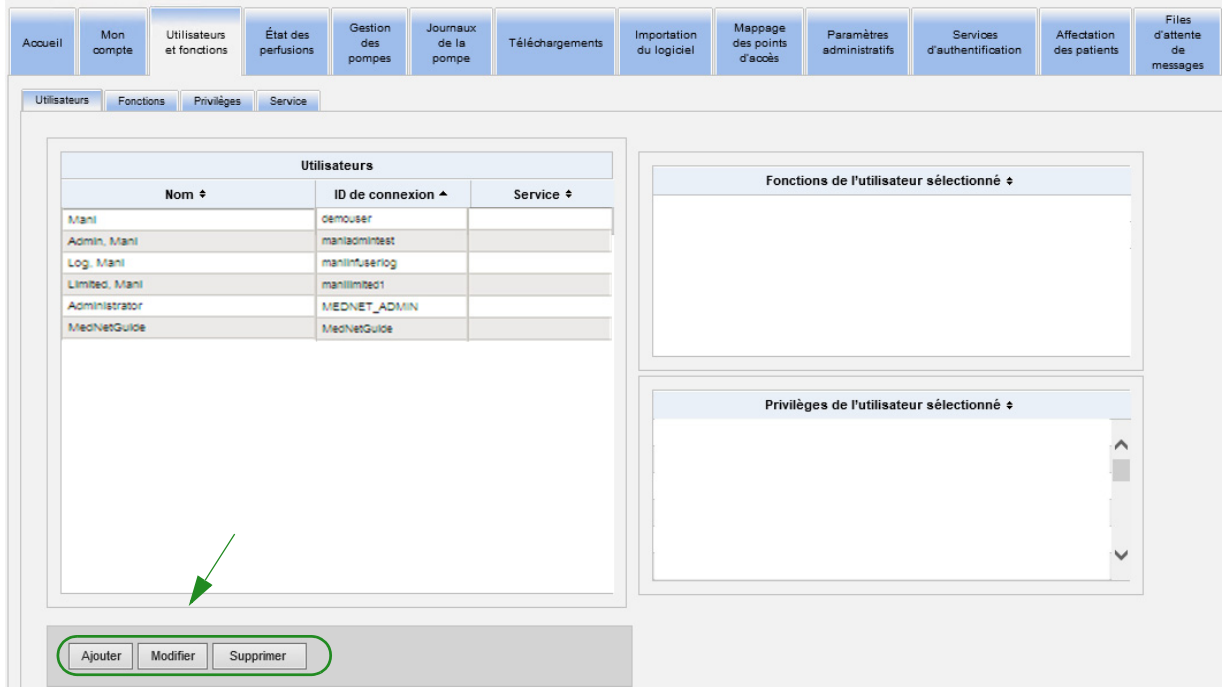 Accueil
Mon compte
Utilisateurs et fonctions
État des perfusions
Gestion des pompes
Journaux de la pompe
Téléchargements
Importation du logiciel
Mappage des points d'accès
Paramètres administratifs
Services d'authentification
Affectation des patients
Files d'attente de messages
Utilisateurs Fonctions Privilèges Service
Utilisateurs
Nom ID de connexion Service
Mani demouser
Admin, Mani maniadmintest
Log, Mani maniinfuserlog
Limited, Mani manilimited1
Administrator MEDNET_ADMIN
MedNetGuide MedNetGuide
Fonctions de l'utilisateur sélectionné
Privilèges de l'utilisateur sélectionné
Ajouter Modifier Supprimer